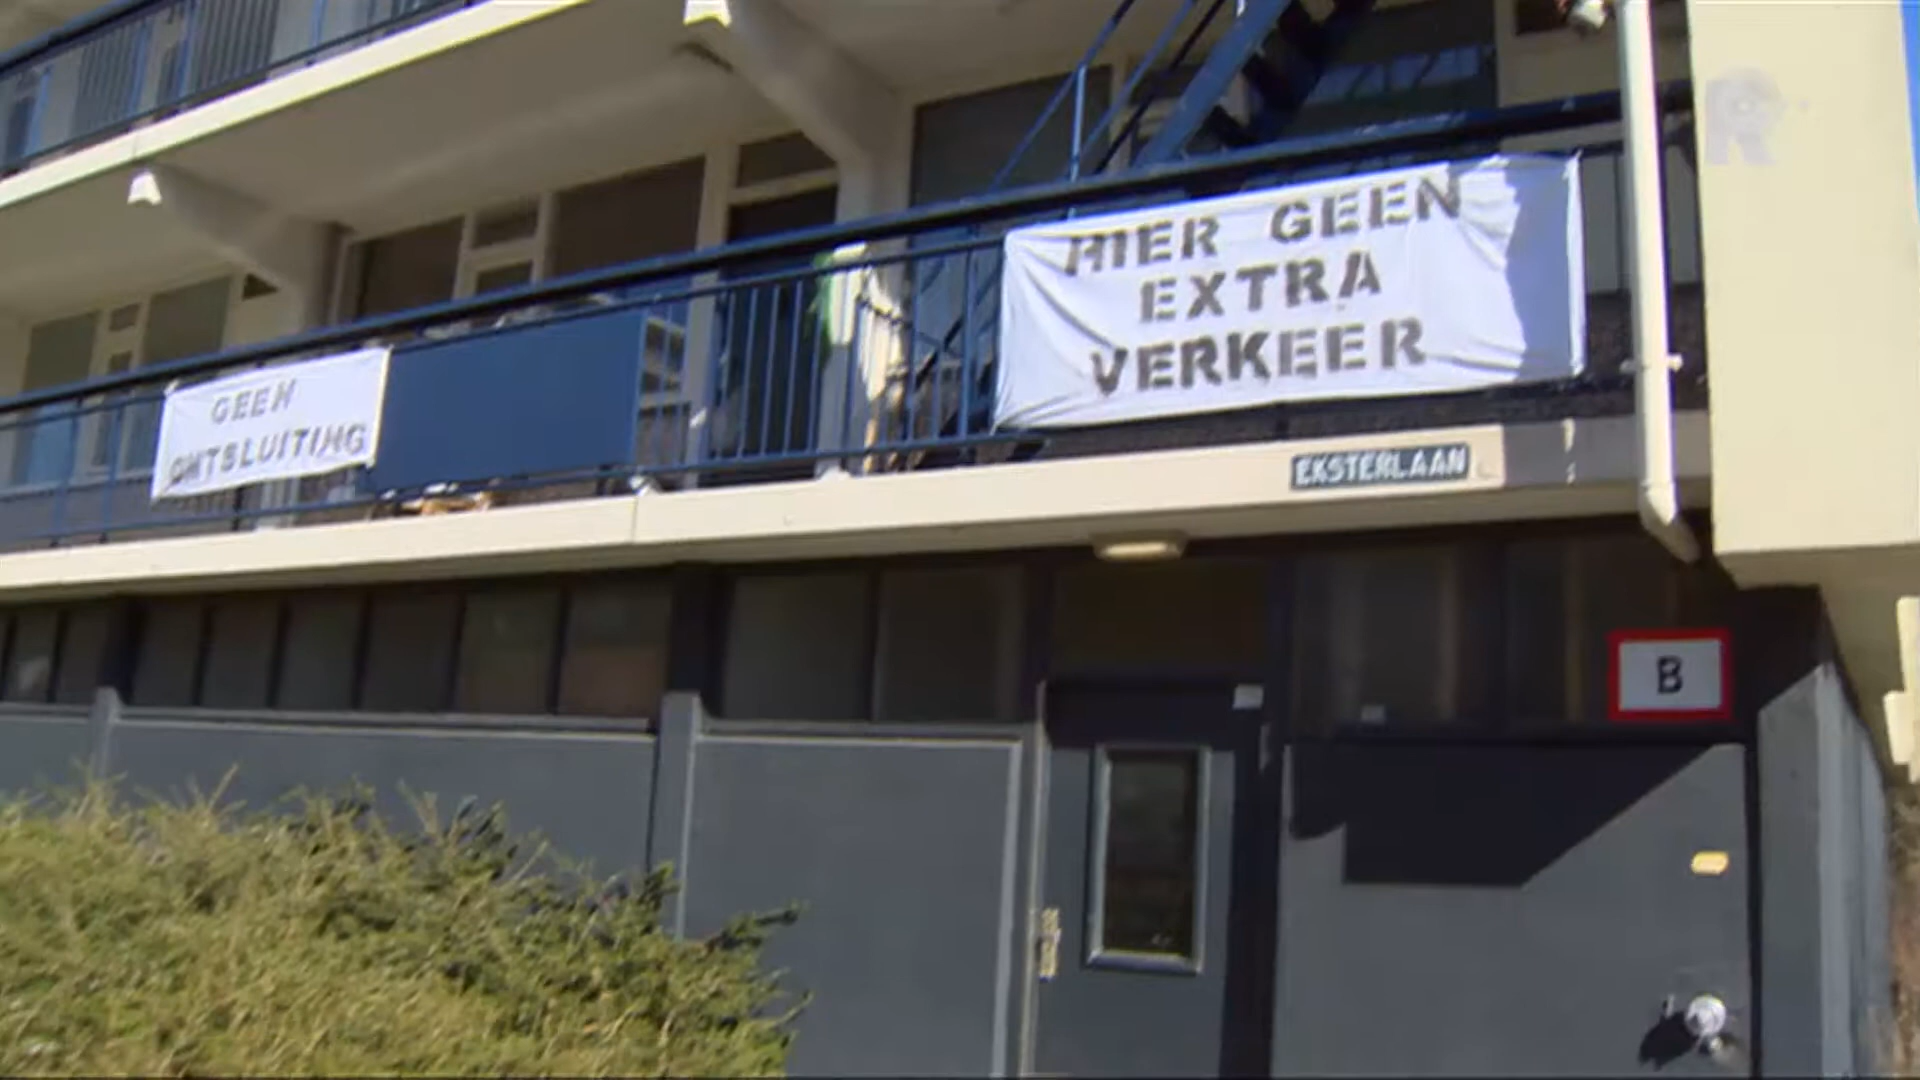 HIER GEEN
EXTRA
VERKEER
GEEN
ONTSLUITING
EKSTERLAAN
B
R